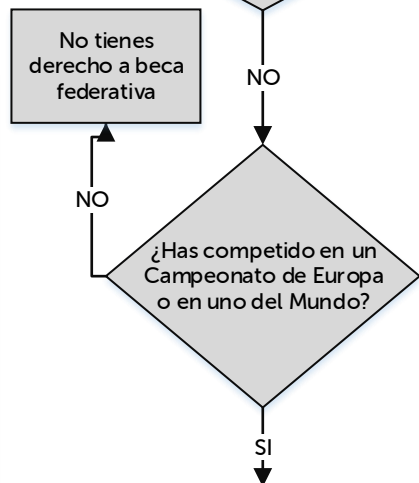 No tienes
derecho a beca
federativa
NO
NO
¿Has competido en un
Campeonato de Europa
o en uno del Mundo?
SI